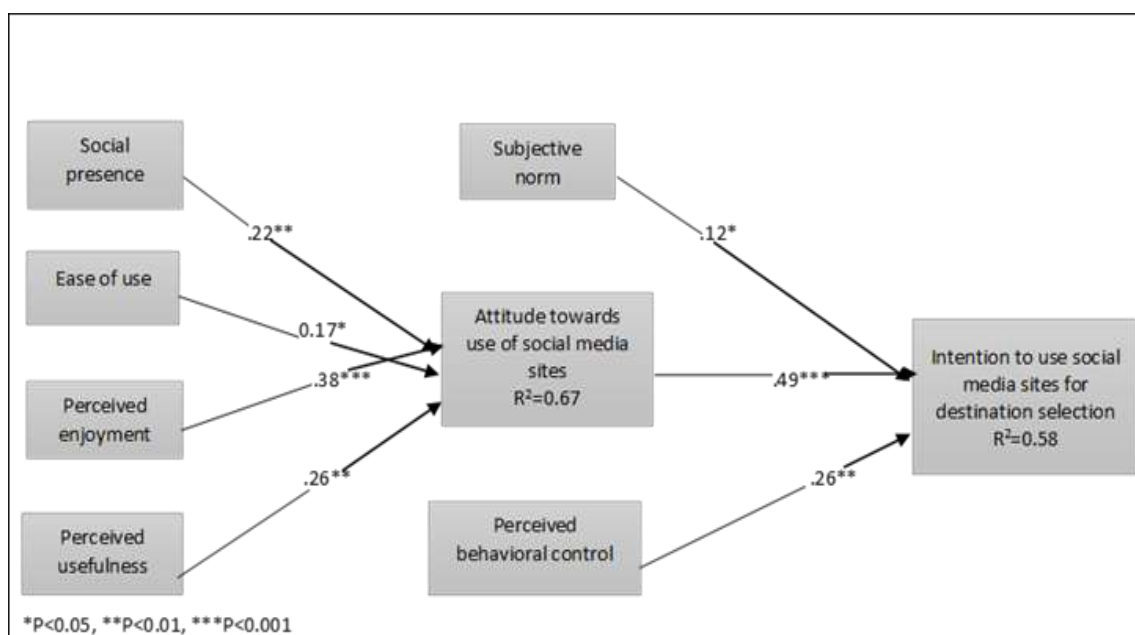 Social
presence
Subjective
norm
.22**
.12*
Ease of use
0.17*
Attitude towards
use of social media
sites
R²=0.67
.38***
.49***
Intention to use social
media sites for
destination selection
R²=0.58
Perceived
enjoyment
.26**
.26**
Perceived
usefulness
Perceived
behavioral control
*P<0.05, **P<0.01, ***P<0.001